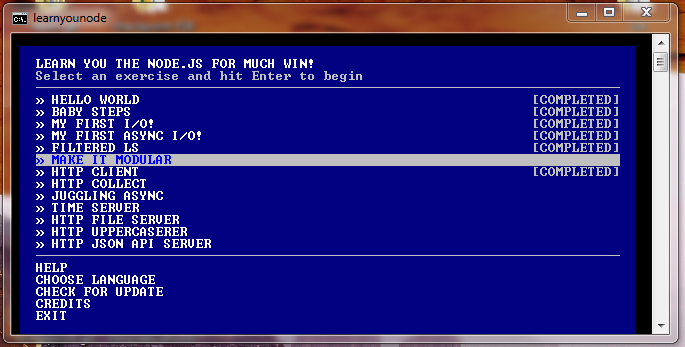 learnyounode
LEARN YOU THE NODE.JS FOR MUCH WIN!
Select an exercise and hit Enter to begin
» HELLO WORLD [COMPLETED]
» BABY STEPS [COMPLETED]
» MY FIRST I/O! [COMPLETED]
» MY FIRST ASYNC I/O! [COMPLETED]
» FILTERED LS [COMPLETED]
» MAKE IT MODULAR
» HTTP CLIENT [COMPLETED]
» HTTP COLLECT
» JUGGLING ASYNC
» TIME SERVER
» HTTP FILE SERVER
» HTTP UPPERCASERER
» HTTP JSON API SERVER
HELP
CHOOSE LANGUAGE
CHECK FOR UPDATE
CREDITS
EXIT